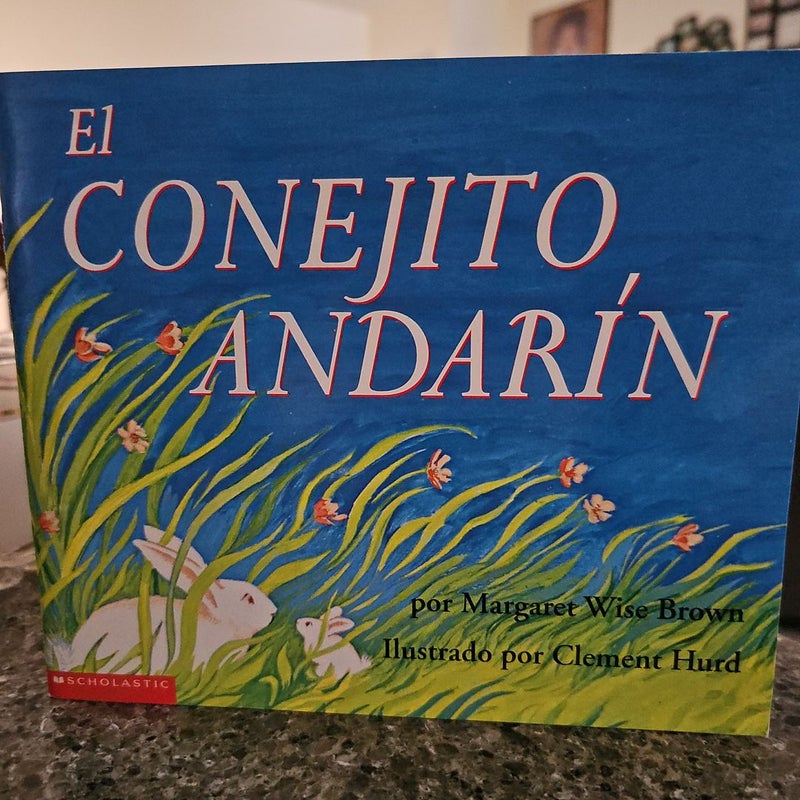 El
CONEJITO
ANDARÍN
por Margaret Wise Brown
Ilustrado por Clement Hurd
SCHOLASTIC